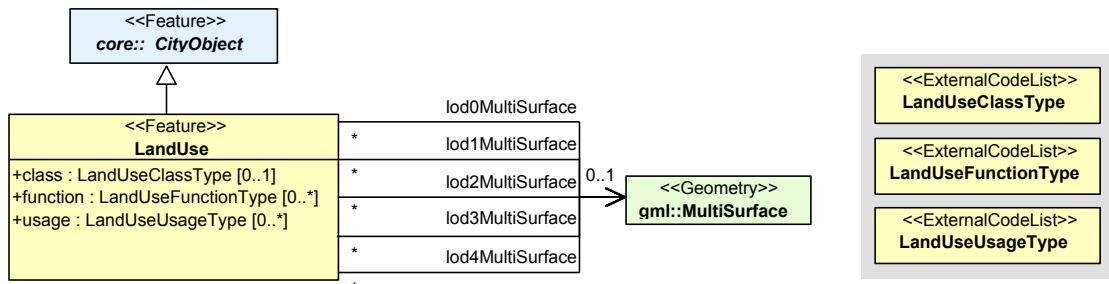 <<Feature>>
core:: _CityObject
<<Feature>>
LandUse
+class : LandUseClassType [0..1]
+function : LandUseFunctionType [0..*]
+usage : LandUseUsageType [0..*]
lod0MultiSurface
*
lod1MultiSurface
*
lod2MultiSurface
*
lod3MultiSurface
*
lod4MultiSurface
*
0..1
<<Geometry>>
gml::MultiSurface
<<ExternalCodeList>>
LandUseClassType
<<ExternalCodeList>>
LandUseFunctionType
<<ExternalCodeList>>
LandUseUsageType